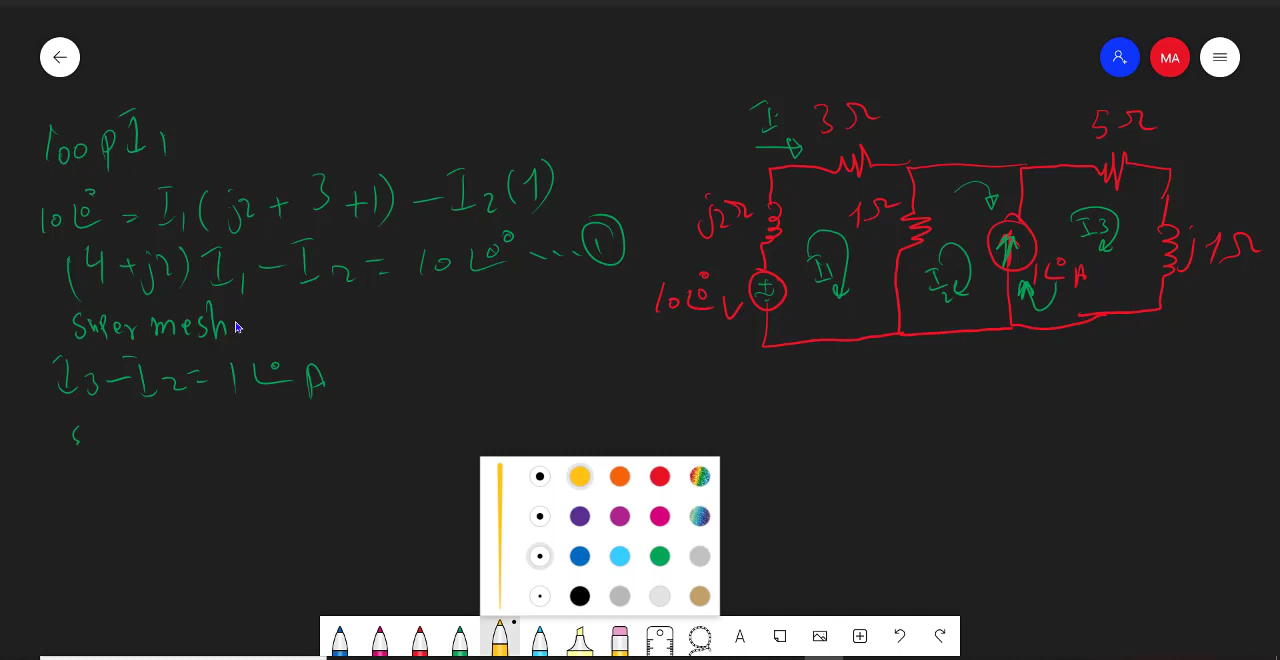 MA
loop I₁
10∠0° = I₁(j2 + 3 + 1) − I₂(1)
(4 + j2) I₁ − I₂ = 10∠0° ... ①
Super mesh
I₃ − I₂ = 1∠0° A
s
I 3Ω 5Ω
j2Ω 1Ω I₁ I₂ I3 j1Ω
10∠0° V 1∠0° A
A